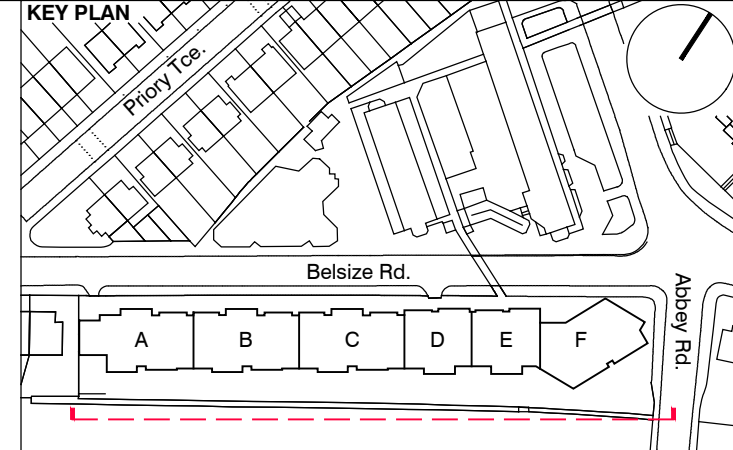 KEY PLAN
Priory Tce.
Belsize Rd.
Abbey Rd.
A B C D E F